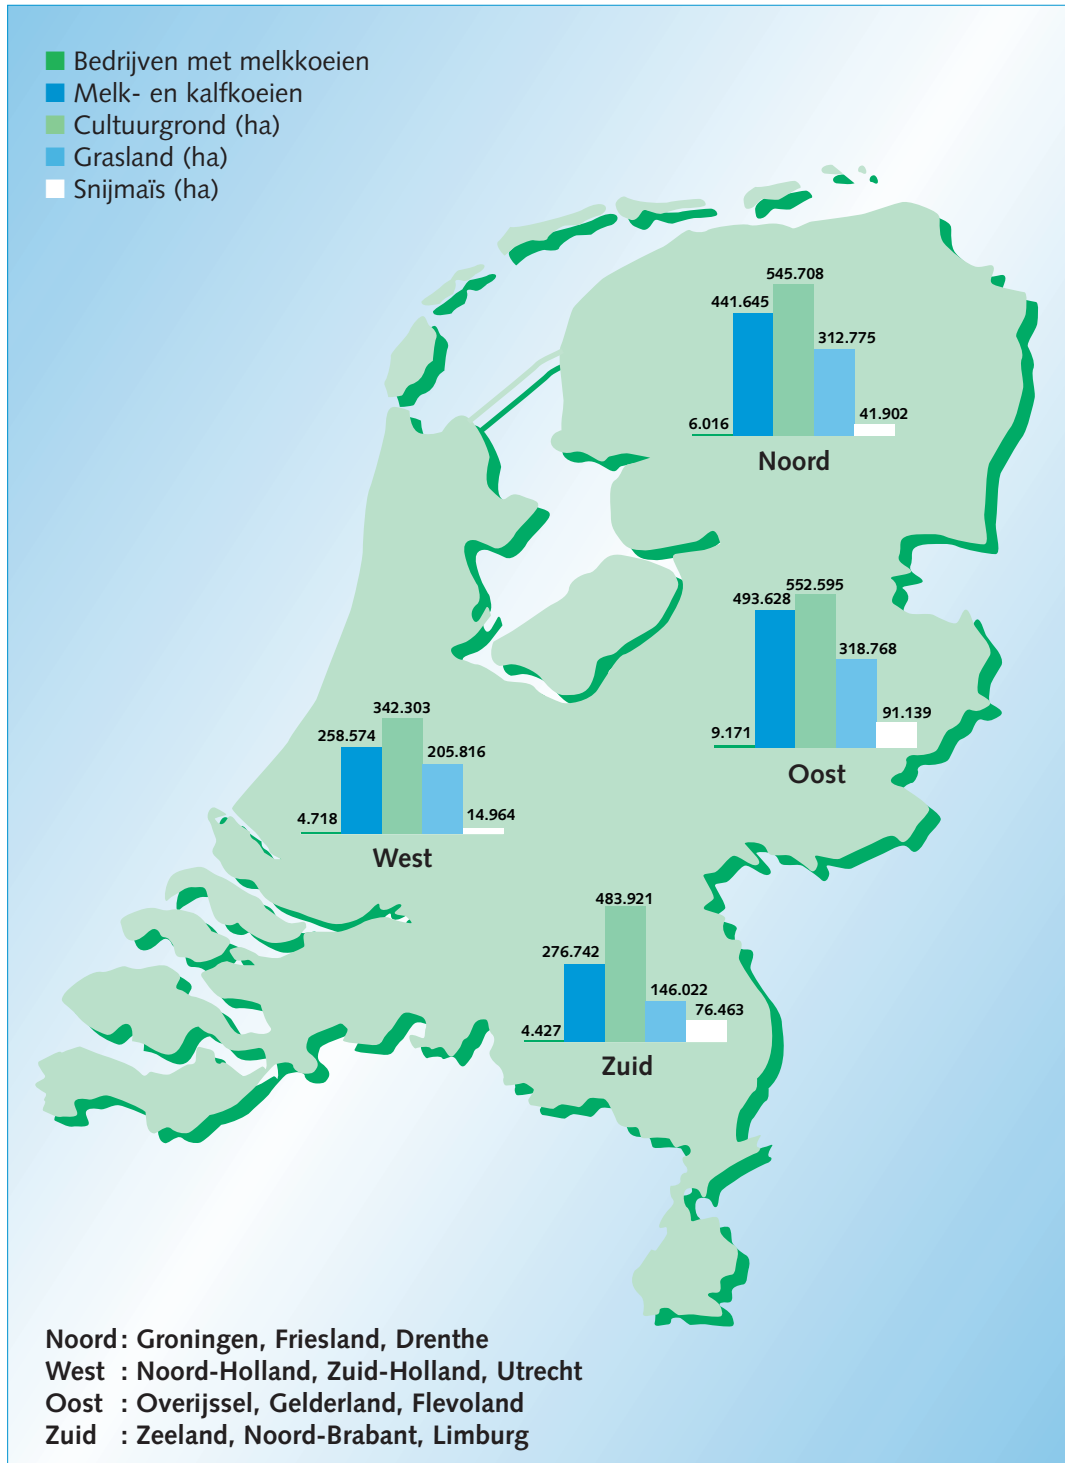 Bedrijven met melkkoeien
Melk- en kalfkoeien
Cultuurgrond (ha)
Grasland (ha)
Snijmaïs (ha)
545.708
441.645
312.775
41.902
6.016
Noord
552.595
493.628
318.768
91.139
9.171
Oost
342.303
258.574
205.816
14.964
4.718
West
483.921
276.742
146.022
76.463
4.427
Zuid
Noord : Groningen, Friesland, Drenthe
West : Noord-Holland, Zuid-Holland, Utrecht
Oost : Overijssel, Gelderland, Flevoland
Zuid : Zeeland, Noord-Brabant, Limburg